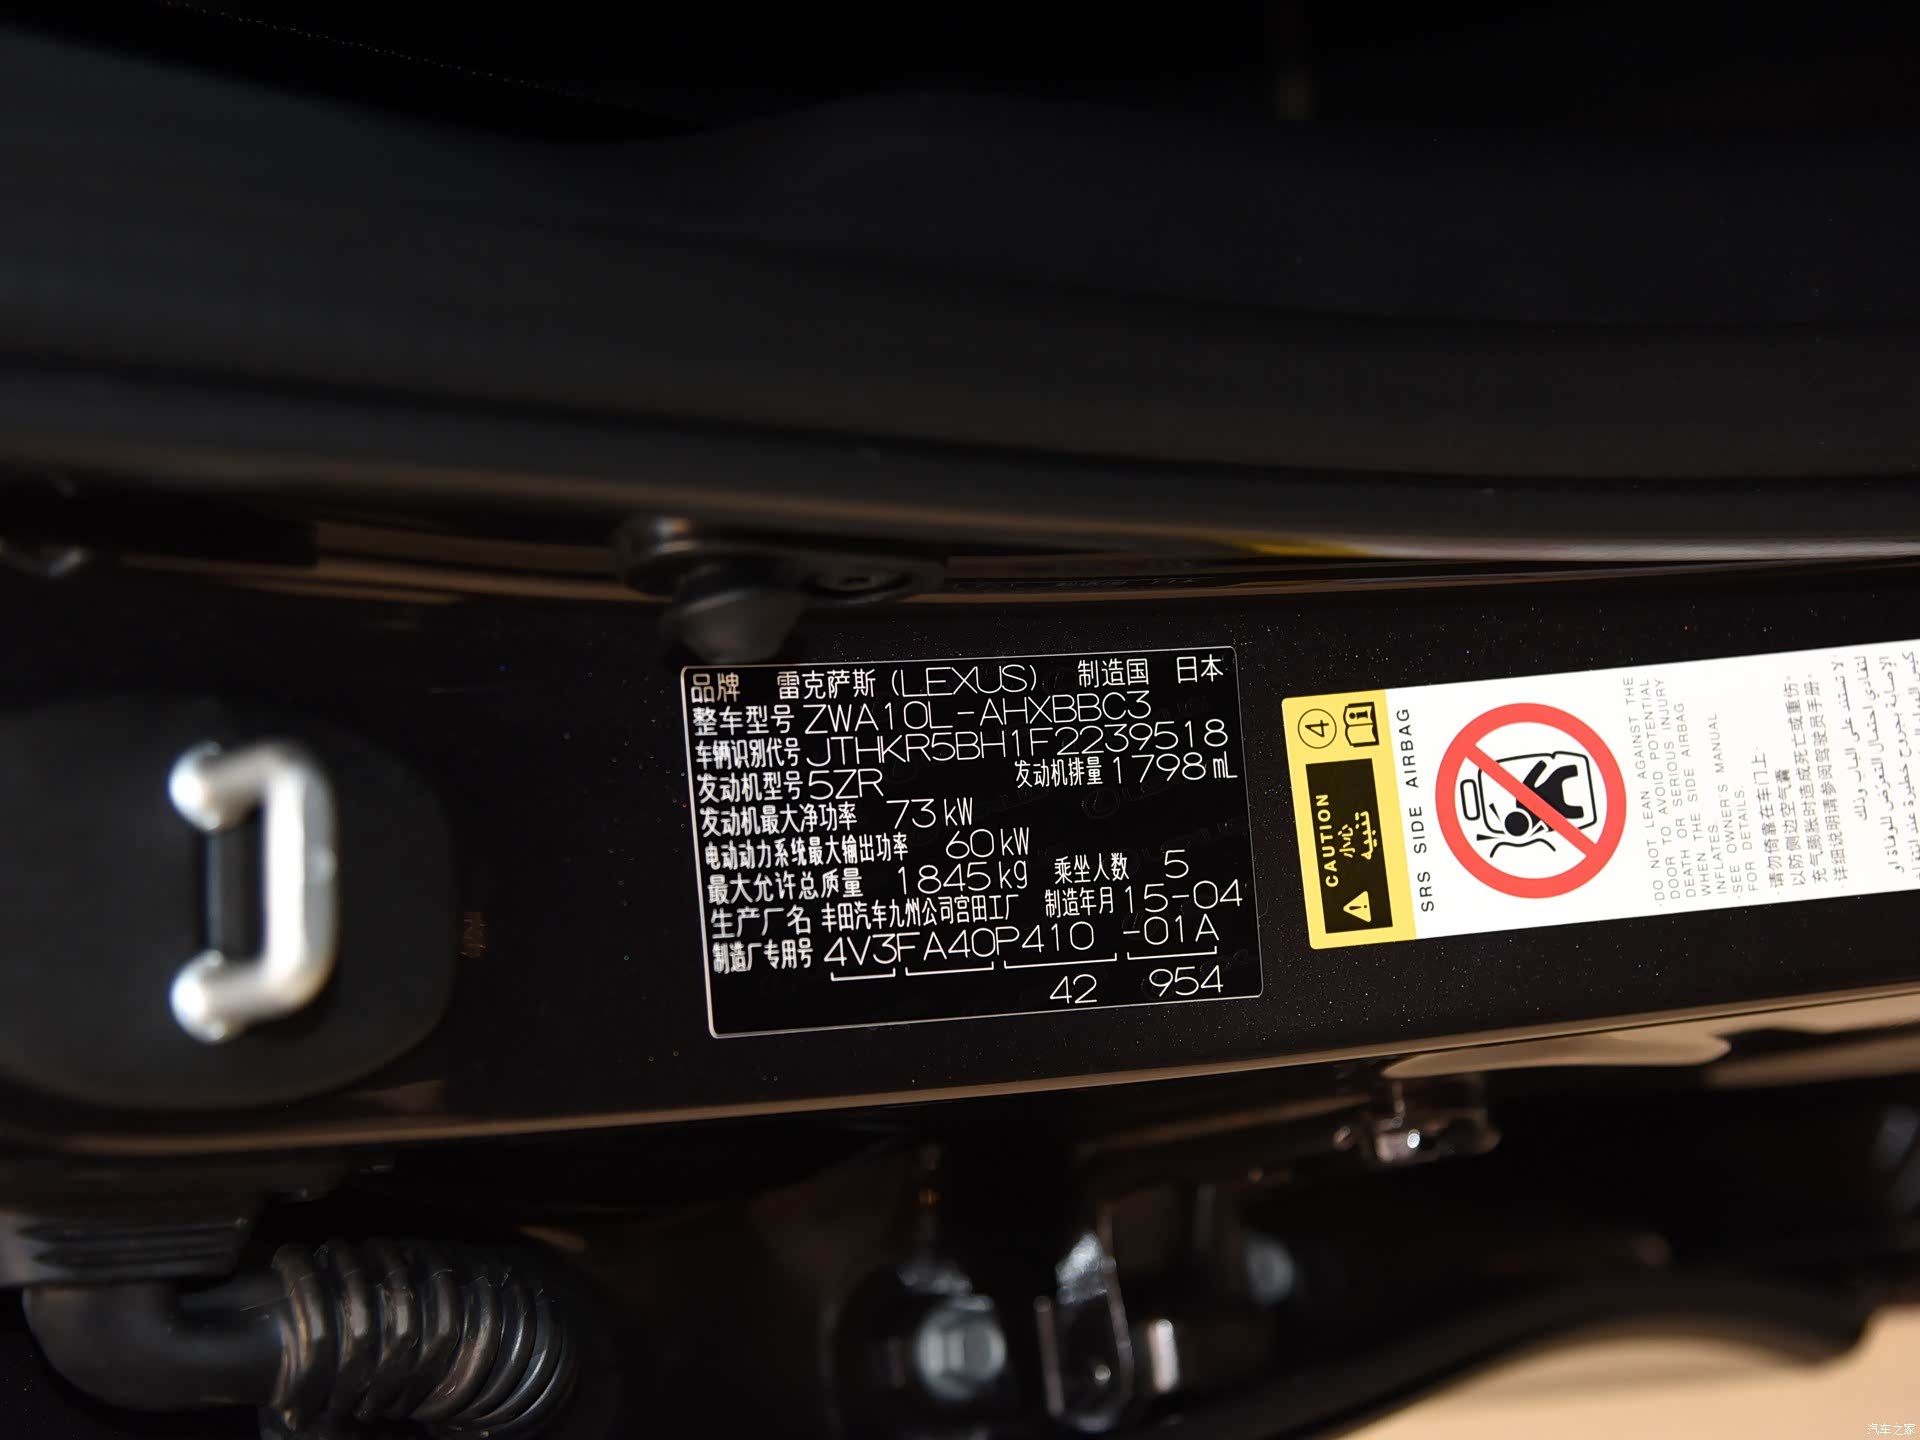 品牌 雷克萨斯 (LEXUS) 制造国 日本
整车型号 ZWA10L-AHXBBC3
车辆识别代号 JTHKR5BH1F2239518
发动机型号 5ZR 发动机排量 1798 mL
发动机最大净功率 73 kW
电动动力系统最大输出功率 60 kW
最大允许总质量 1845 kg 乘坐人数 5
生产厂名 丰田汽车九州公司宫田工厂 制造年月 15-04
制造厂专用号 4V3FA40P410 -01A
42 954
4
CAUTION
小心
تنبيه
SRS SIDE AIRBAG
·DO NOT LEAN AGAINST THE
DOOR TO AVOID POTENTIAL
DEATH OR SERIOUS INJURY
WHEN THE SIDE AIRBAG
INFLATES.
·SEE OWNER'S MANUAL
FOR DETAILS.
·请勿倚靠在车门上,
以防侧边空气囊
充气膨胀时造成死亡或重伤。
·详细说明请参阅驾驶员手册。
汽车之家